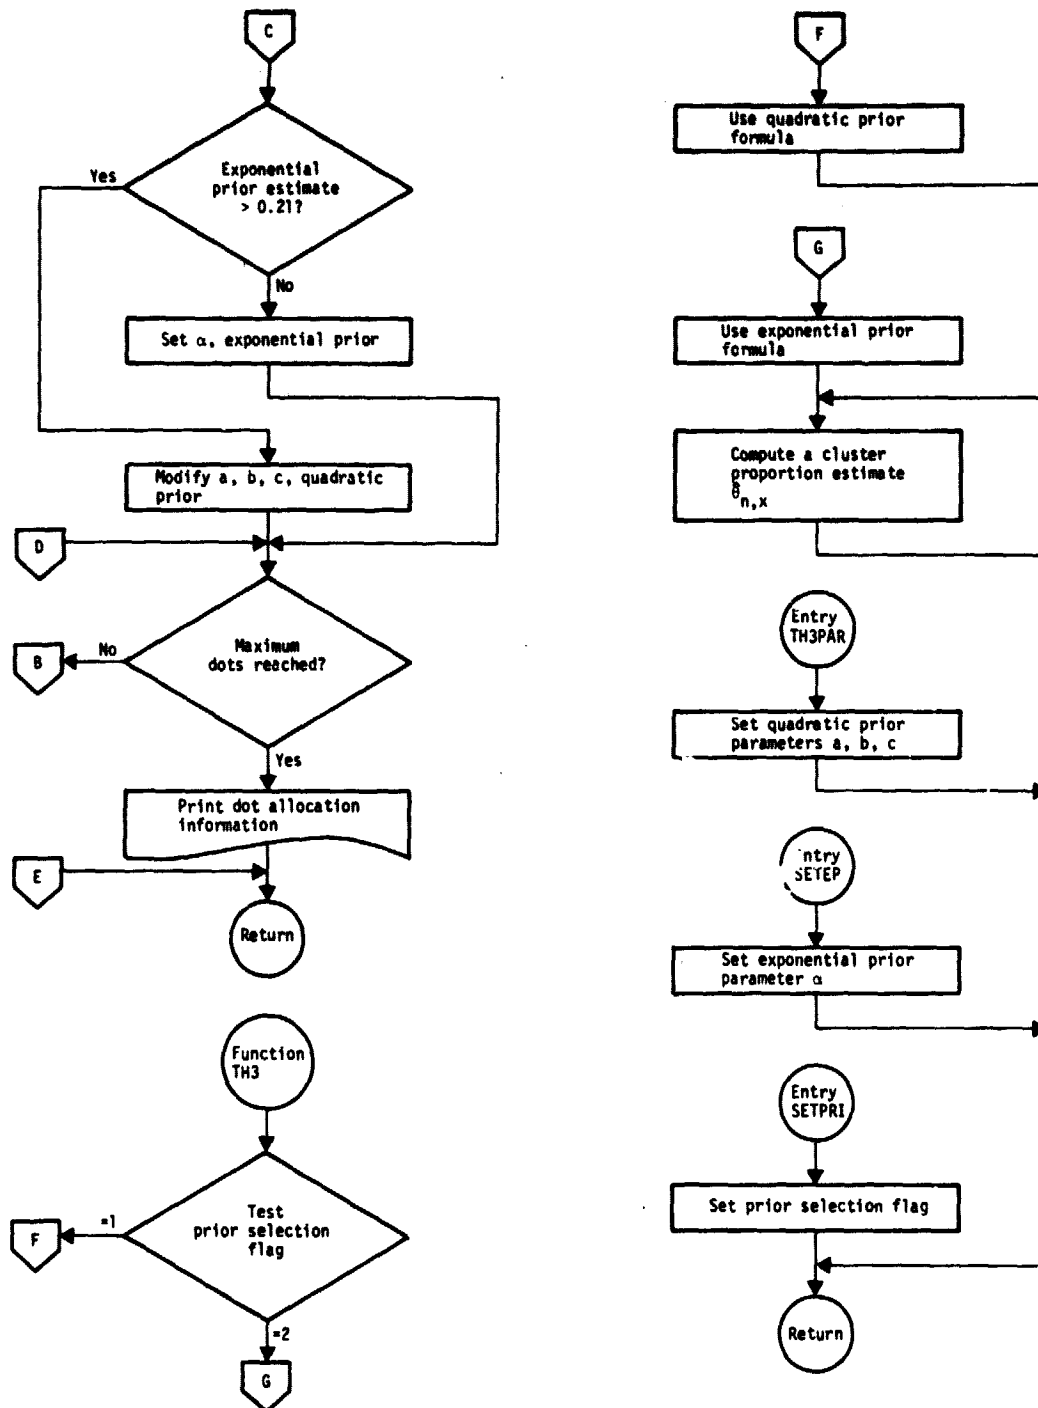 C
Exponential
prior estimate
> 0.21?
Yes
No
Set α, exponential prior
Modify a, b, c, quadratic
prior
D
Maximum
dots reached?
No
B
Yes
Print dot allocation
information
E
Return
Function
TH3
Test
prior selection
flag
=1
F
=2
G
F
Use quadratic prior
formula
G
Use exponential prior
formula
Compute a cluster
proportion estimate
θ̂n,x
Entry
TH3PAR
Set quadratic prior
parameters a, b, c
Entry
SETEP
Set exponential prior
parameter α
Entry
SETPRI
Set prior selection flag
Return